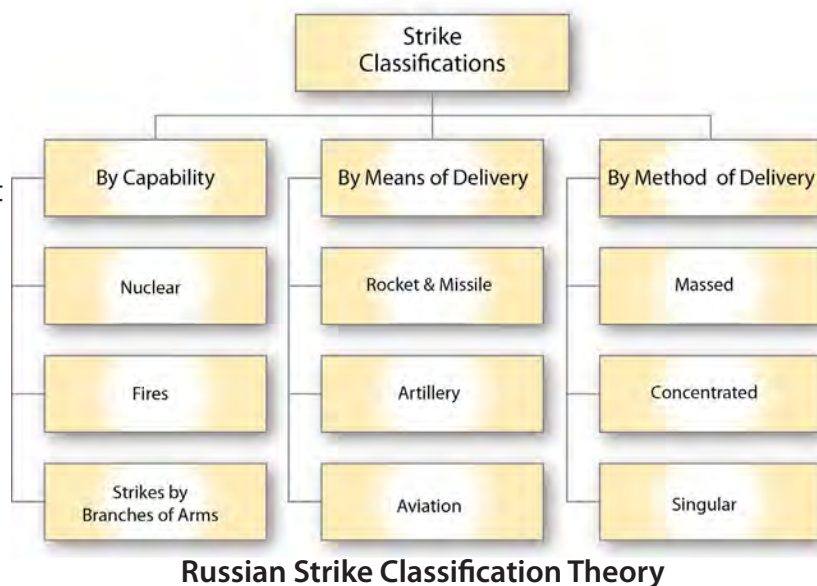 Strike
Classifications
By Capability
Nuclear
Fires
Strikes by
Branches of Arms
By Means of Delivery
Rocket & Missile
Artillery
Aviation
By Method of Delivery
Massed
Concentrated
Singular
Russian Strike Classification Theory